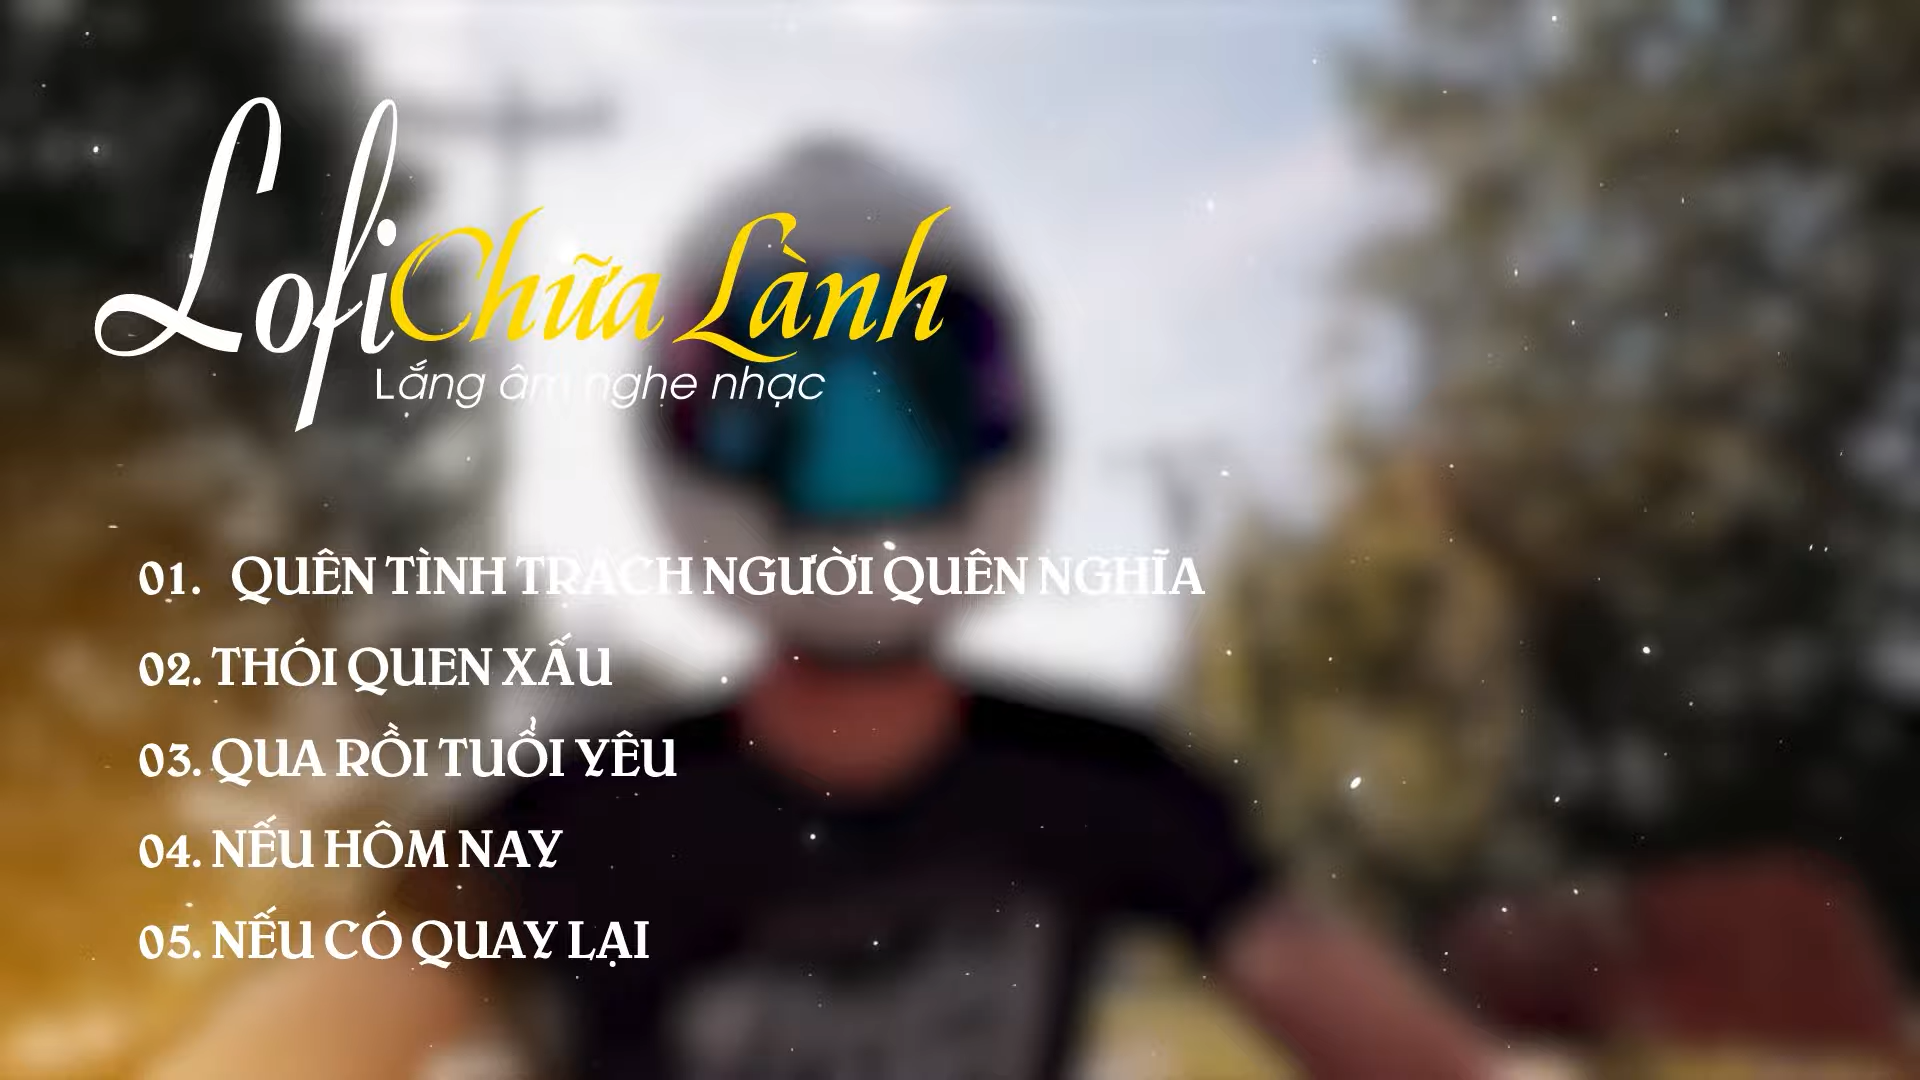 Lofi Chữa Lành
Lắng âm nghe nhạc
01. QUÊN TÌNH TRÁCH NGƯỜI QUÊN NGHĨA
02. THÓI QUEN XẤU
03. QUA RỒI TUỔI YÊU
04. NẾU HÔM NAY
05. NẾU CÓ QUAY LẠI